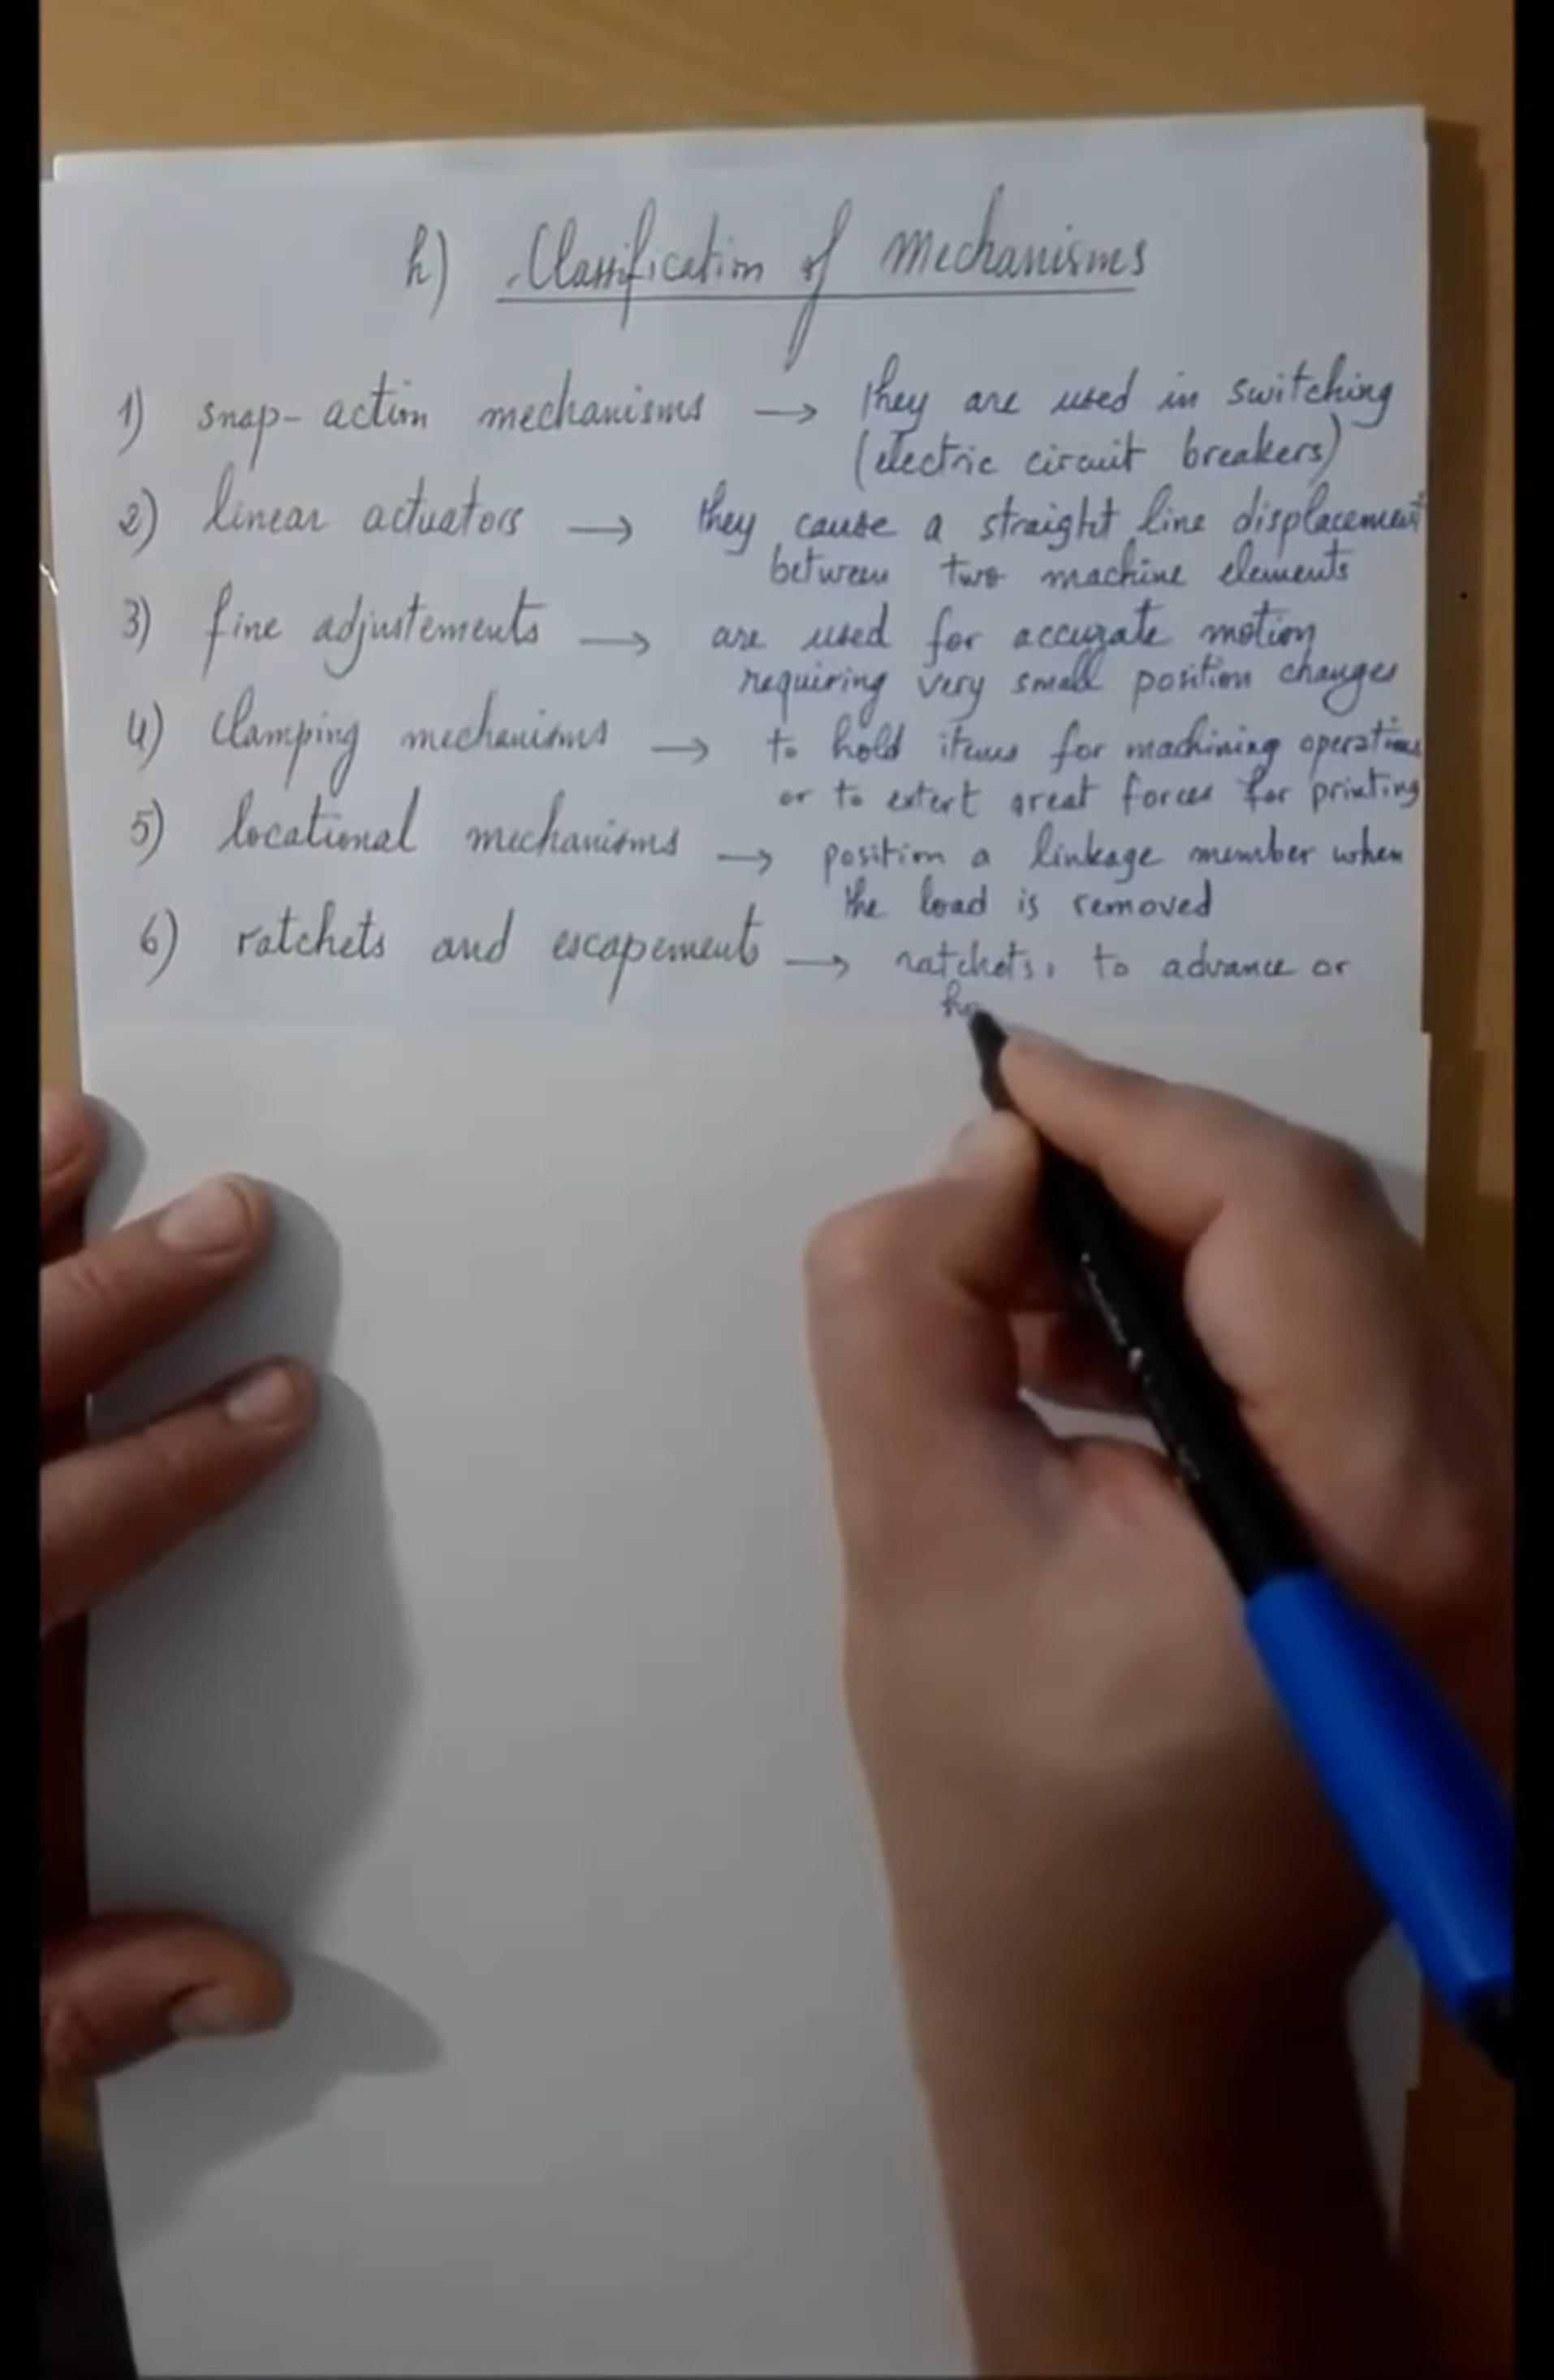 h) Classification of mechanisms
1) snap-action mechanisms → they are used in switching
(electric circuit breakers)
2) linear actuators → they cause a straight line displacement
between two machine elements
3) fine adjustements → are used for accurate motion
requiring very small position changes
4) clamping mechanisms → to hold items for machining operations
or to extert great forces for printing
5) locational mechanisms → position a linkage member when
the load is removed
6) ratchets and escapements → ratchets, to advance or